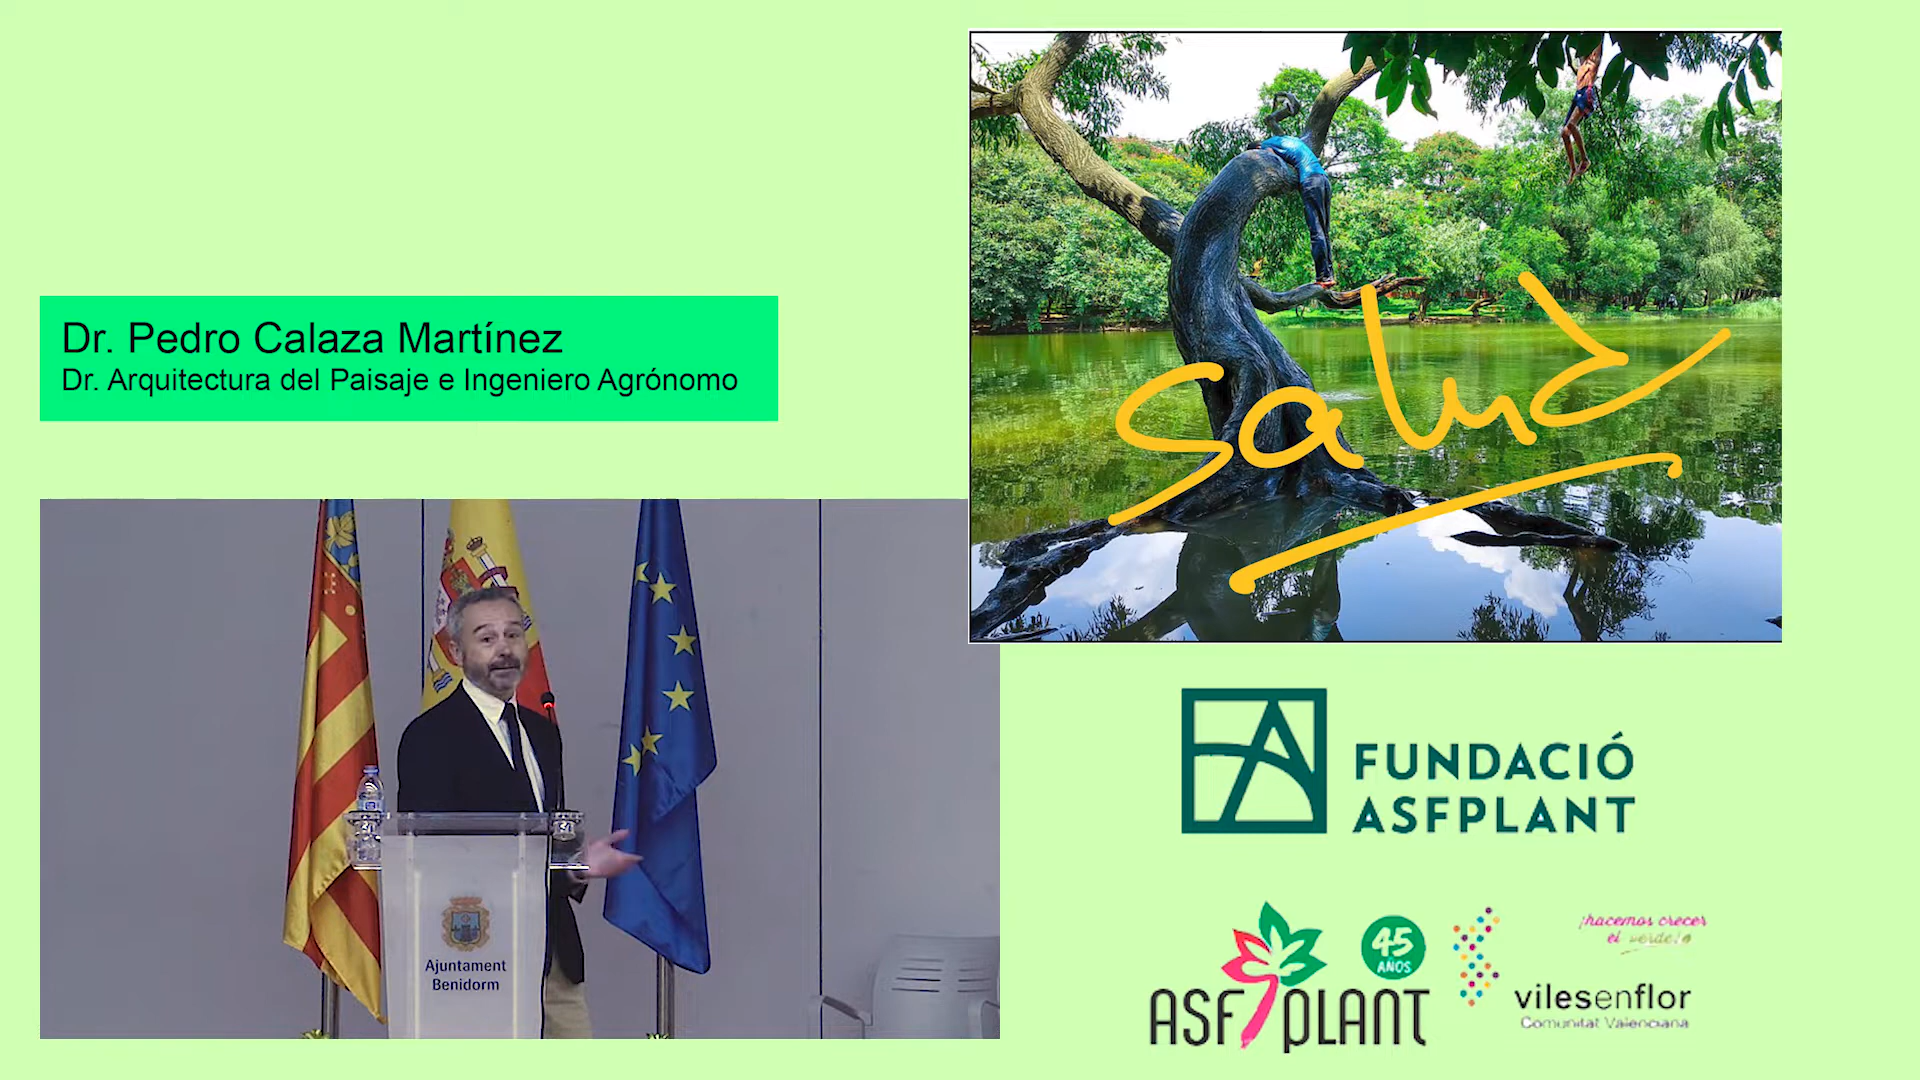 Dr. Pedro Calaza Martínez
Dr. Arquitectura del Paisaje e Ingeniero Agrónomo
salud
Ajuntament
Benidorm
FUNDACIÓ
ASFPLANT
ASFPLANT
45
AÑOS
¡hacemos crecer
el verde!
vilesenflor
Comunitat Valenciana